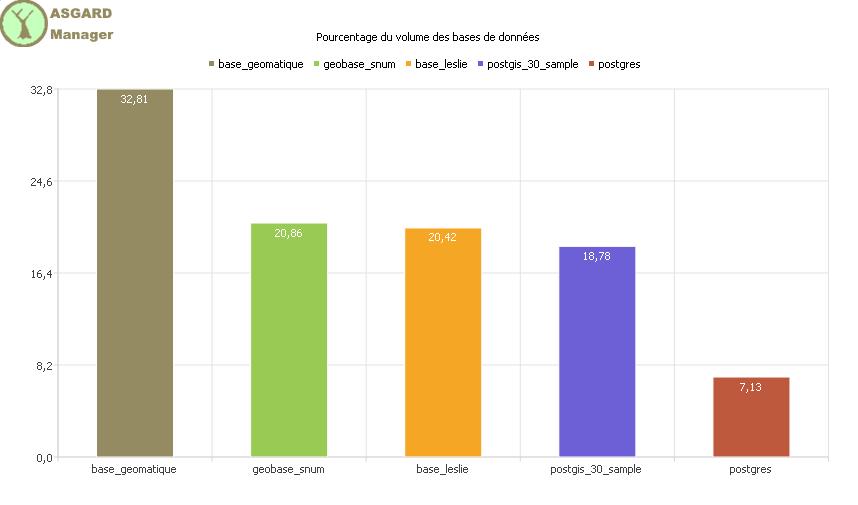 ASGARD
Manager
Pourcentage du volume des bases de données
base_geomatique geobase_snum base_leslie postgis_30_sample postgres
32,8
32,81
24,6
20,86
20,42
18,78
16,4
8,2
7,13
0,0
base_geomatique geobase_snum base_leslie postgis_30_sample postgres